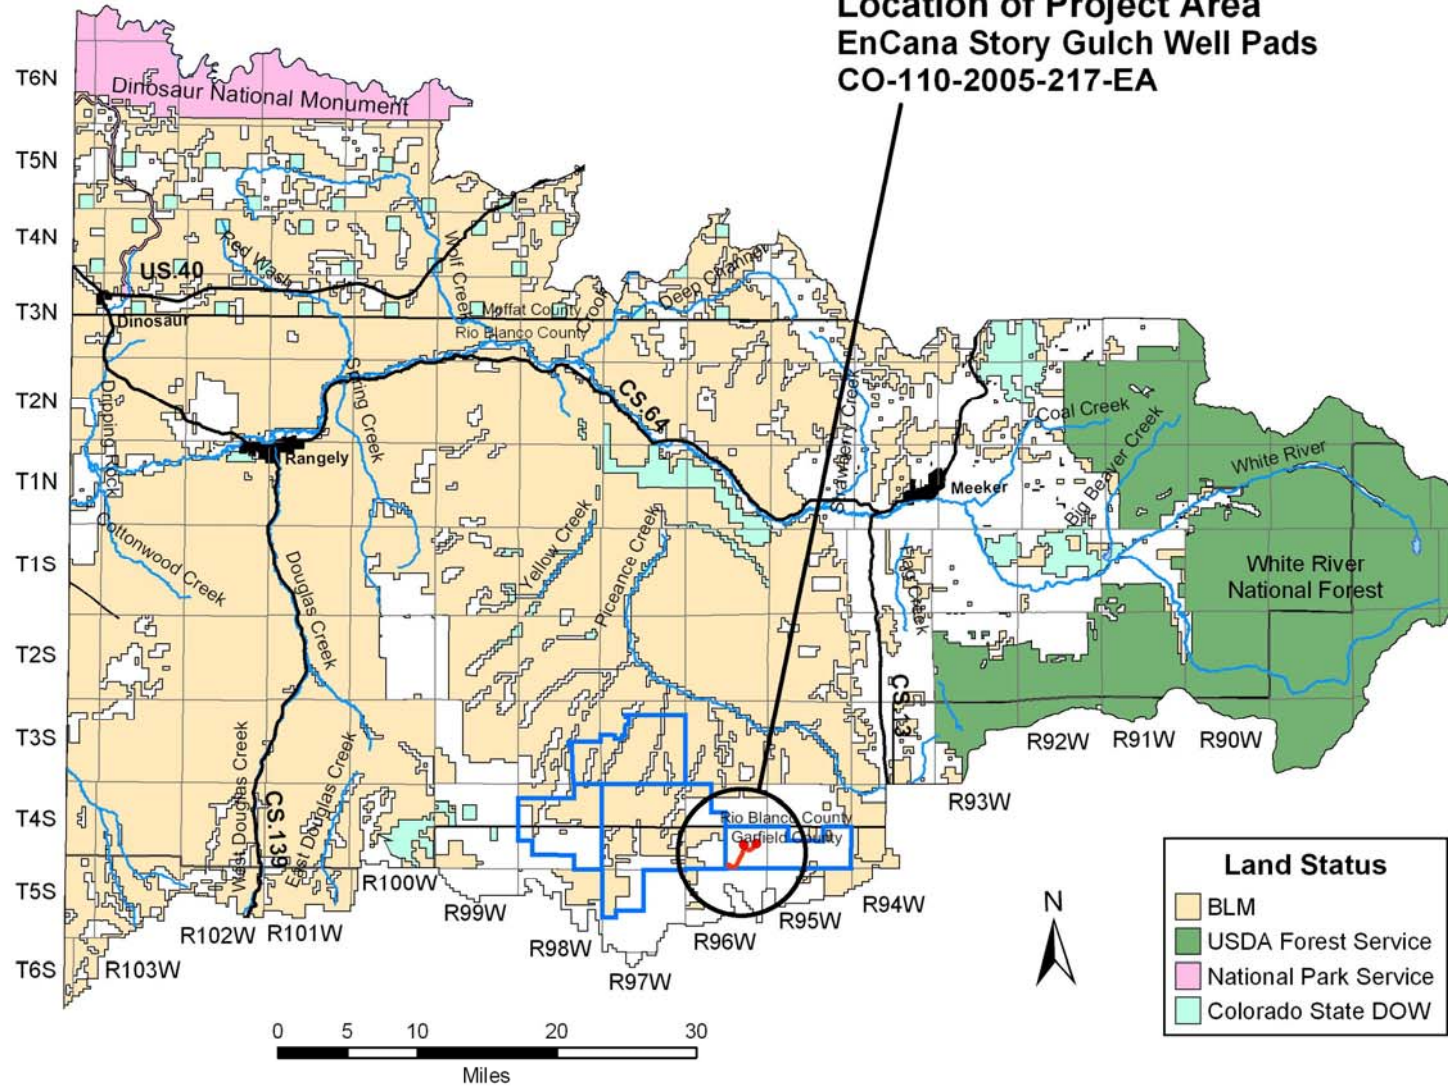 Location of Project Area
EnCana Story Gulch Well Pads
CO-110-2005-217-EA
T6N
Dinosaur National Monument
T5N
T4N
Red Wash
Wolf Creek
Deep Channel
US.40
Crook
T3N
Moffat County
Dinosaur
Rio Blanco County
T2N
Dripping Rock
Spring Creek
CS.64
Strawberry Creek
Coal Creek
Big Beaver Creek
White River
Rangely
T1N
Meeker
Cottonwood Creek
Yellow Creek
Piceance Creek
T1S
Douglas Creek
Flag Creek
White River
National Forest
T2S
CS.13
T3S
R92W
R91W
R90W
West Douglas Creek
CS.139
East Douglas Creek
R93W
T4S
Rio Blanco County
Garfield County
T5S
R100W
R99W
R94W
R95W
R102W
R101W
R98W
R96W
T6S
R103W
R97W
N
Land Status
BLM
USDA Forest Service
National Park Service
Colorado State DOW
0 5 10 20 30
Miles